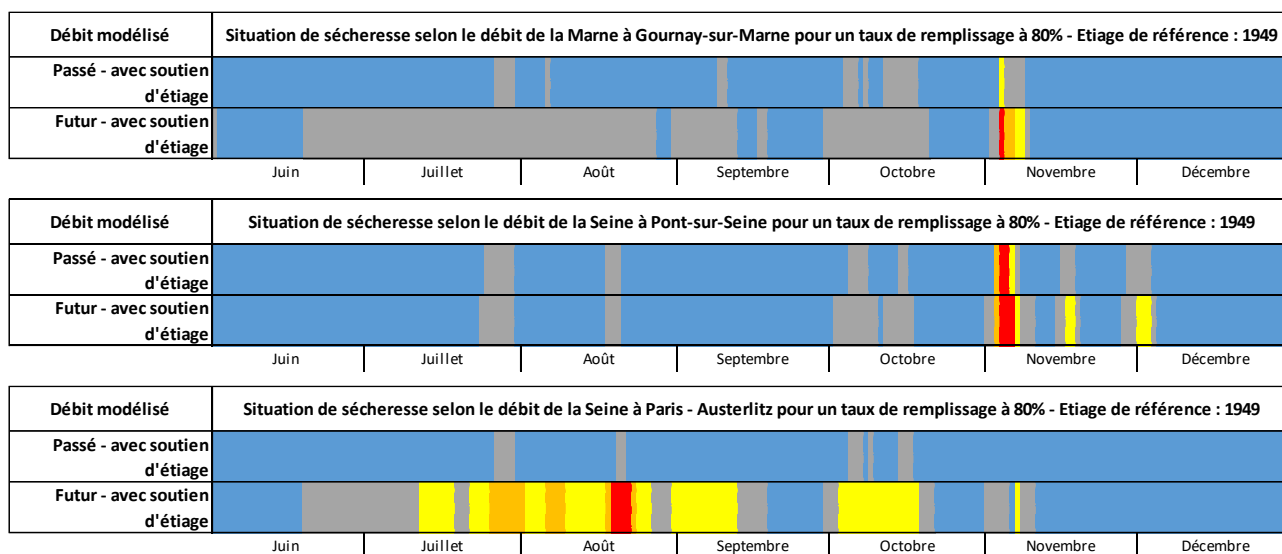 Débit modélisé
Situation de sécheresse selon le débit de la Marne à Gournay-sur-Marne pour un taux de remplissage à 80% - Etiage de référence : 1949
Passé - avec soutien
d'étiage
Futur - avec soutien
d'étiage
Juin Juillet Août Septembre Octobre Novembre Décembre
Débit modélisé
Situation de sécheresse selon le débit de la Seine à Pont-sur-Seine pour un taux de remplissage à 80% - Etiage de référence : 1949
Passé - avec soutien
d'étiage
Futur - avec soutien
d'étiage
Juin Juillet Août Septembre Octobre Novembre Décembre
Débit modélisé
Situation de sécheresse selon le débit de la Seine à Paris - Austerlitz pour un taux de remplissage à 80% - Etiage de référence : 1949
Passé - avec soutien
d'étiage
Futur - avec soutien
d'étiage
Juin Juillet Août Septembre Octobre Novembre Décembre